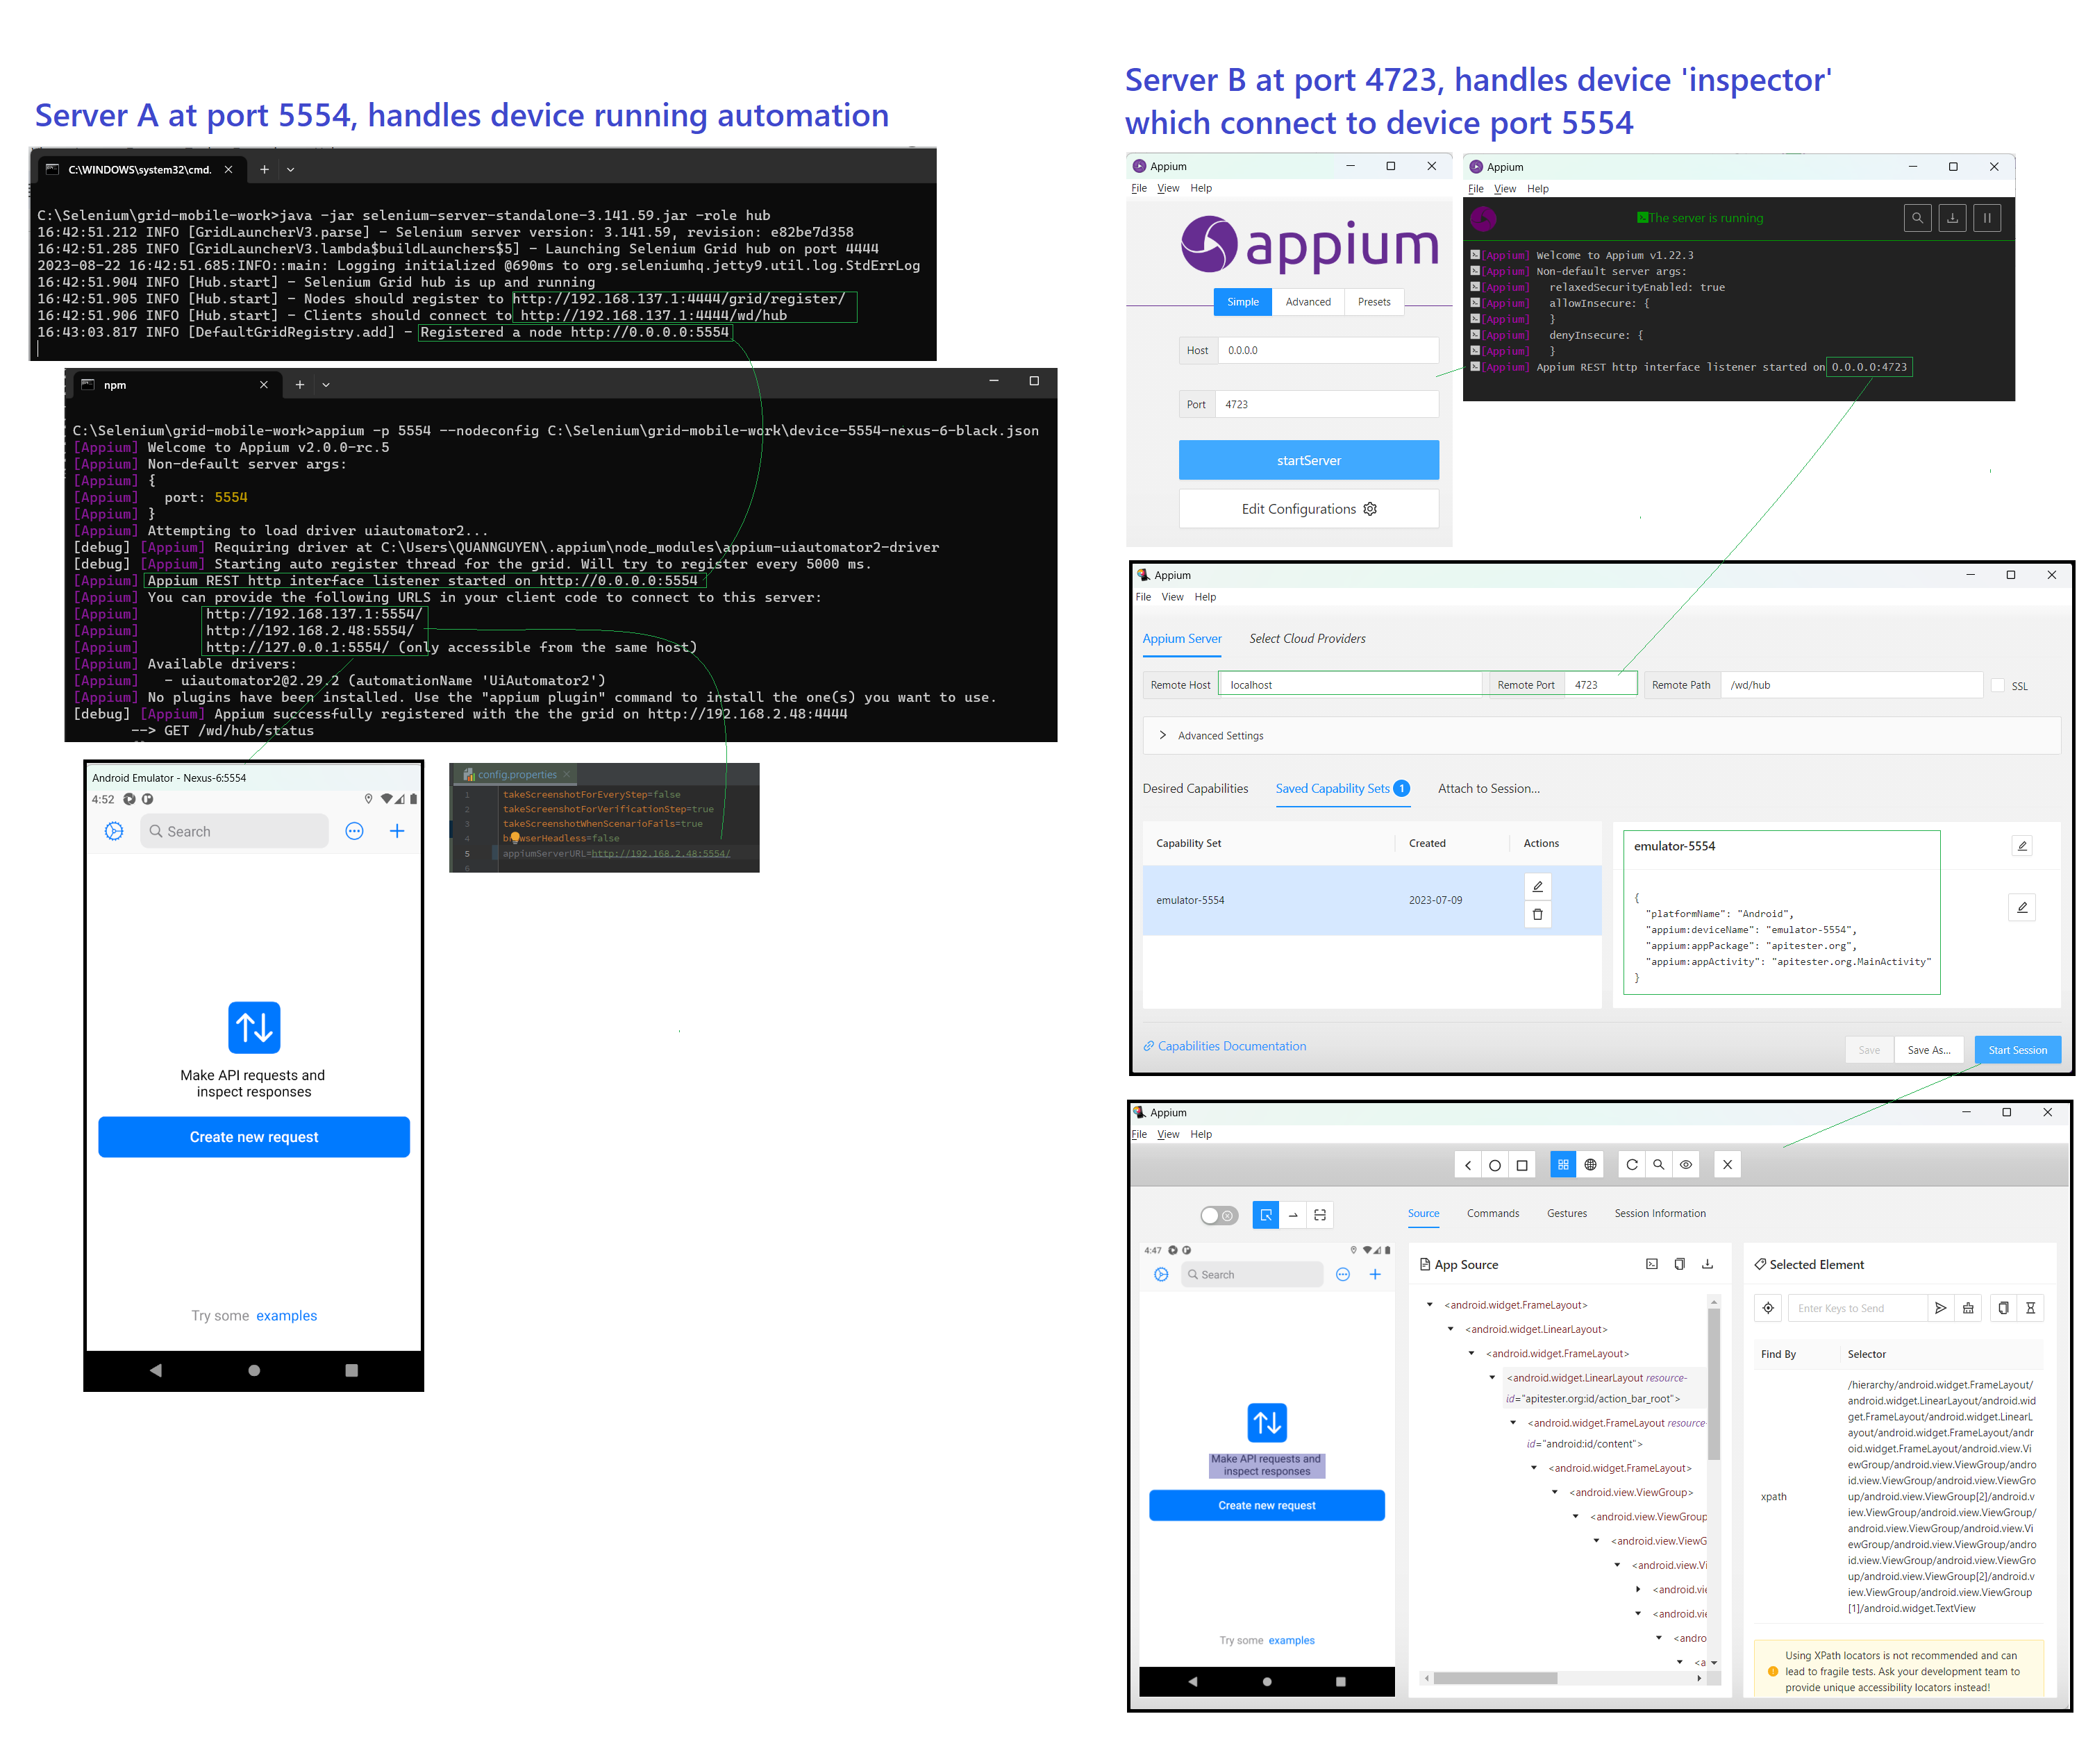 Server A at port 5554, handles device running automation
C:\WINDOWS\system32\cmd.
C:\Selenium\grid-mobile-work>java -jar selenium-server-standalone-3.141.59.jar -role hub
16:42:51.212 INFO [GridLauncherV3.parse] - Selenium server version: 3.141.59, revision: e82be7d358
16:42:51.285 INFO [GridLauncherV3.lambda$buildLaunchers$5] - Launching Selenium Grid hub on port 4444
2023-08-22 16:42:51.685:INFO::main: Logging initialized @690ms to org.seleniumhq.jetty9.util.log.StdErrLog
16:42:51.904 INFO [Hub.start] - Selenium Grid hub is up and running
16:42:51.905 INFO [Hub.start] - Nodes should register to http://192.168.137.1:4444/grid/register/
16:42:51.906 INFO [Hub.start] - Clients should connect to http://192.168.137.1:4444/wd/hub
16:43:03.817 INFO [DefaultGridRegistry.add] - Registered a node http://0.0.0.0:5554
npm
C:\Selenium\grid-mobile-work>appium -p 5554 --nodeconfig C:\Selenium\grid-mobile-work\device-5554-nexus-6-black.json
[Appium] Welcome to Appium v2.0.0-rc.5
[Appium] Non-default server args:
[Appium] {
[Appium]   port: 5554
[Appium] }
[Appium] Attempting to load driver uiautomator2...
[debug] [Appium] Requiring driver at C:\Users\QUANNGUYEN\.appium\node_modules\appium-uiautomator2-driver
[debug] [Appium] Starting auto register thread for the grid. Will try to register every 5000 ms.
[Appium] Appium REST http interface listener started on http://0.0.0.0:5554
[Appium] You can provide the following URLS in your client code to connect to this server:
[Appium]        http://192.168.137.1:5554/
[Appium]        http://192.168.2.48:5554/
[Appium]        http://127.0.0.1:5554/ (only accessible from the same host)
[Appium] Available drivers:
[Appium]   - uiautomator2@2.29.2 (automationName 'UiAutomator2')
[Appium] No plugins have been installed. Use the "appium plugin" command to install the one(s) you want to use.
[debug] [Appium] Appium successfully registered with the the grid on http://192.168.2.48:4444
--> GET /wd/hub/status
Android Emulator - Nexus-6:5554
4:52
Search
Make API requests and
inspect responses
Create new request
Try some examples
config.properties
1 takeScreenshotForEveryStep=false
2 takeScreenshotForVerificationStep=true
3 takeScreenshotWhenScenarioFails=true
4 browserHeadless=false
5 appiumServerURL=http://192.168.2.48:5554/
6
Server B at port 4723, handles device 'inspector'
which connect to device port 5554
Appium
File View Help
appium
Simple Advanced Presets
Host 0.0.0.0
Port 4723
startServer
Edit Configurations
Appium
File View Help
The server is running
[Appium] Welcome to Appium v1.22.3
[Appium] Non-default server args:
[Appium]   relaxedSecurityEnabled: true
[Appium]   allowInsecure: {
[Appium]   }
[Appium]   denyInsecure: {
[Appium]   }
[Appium] Appium REST http interface listener started on 0.0.0.0:4723
Appium
File View Help
Appium Server Select Cloud Providers
Remote Host localhost Remote Port 4723 Remote Path /wd/hub SSL
Advanced Settings
Desired Capabilities Saved Capability Sets 1 Attach to Session...
Capability Set Created Actions
emulator-5554 2023-07-09
emulator-5554
{
"platformName": "Android",
"appium:deviceName": "emulator-5554",
"appium:appPackage": "apitester.org",
"appium:appActivity": "apitester.org.MainActivity"
}
Capabilities Documentation
Save Save As... Start Session
Appium
File View Help
Source Commands Gestures Session Information
4:47
Search
Make API requests and
inspect responses
Create new request
Try some examples
App Source
<android.widget.FrameLayout>
<android.widget.LinearLayout>
<android.widget.FrameLayout>
<android.widget.LinearLayout resource-
id="apitester.org:id/action_bar_root">
<android.widget.FrameLayout resource-
id="android:id/content">
<android.widget.FrameLayout>
<android.view.ViewGroup>
<android.view.ViewGroup
<android.view.ViewG
<android.view.Vi
<android.vie
<android.vie
<andro
<a
Selected Element
Enter Keys to Send
Find By Selector
xpath
/hierarchy/android.widget.FrameLayout/
android.widget.LinearLayout/android.wid
get.FrameLayout/android.widget.LinearL
ayout/android.widget.FrameLayout/andr
oid.widget.FrameLayout/android.view.Vi
ewGroup/android.view.ViewGroup/andro
id.view.ViewGroup/android.view.ViewGro
up/android.view.ViewGroup[2]/android.v
iew.ViewGroup/android.view.ViewGroup/
android.view.ViewGroup/android.view.Vi
ewGroup/android.view.ViewGroup/andro
id.view.ViewGroup/android.view.ViewGro
up/android.view.ViewGroup[2]/android.v
iew.ViewGroup/android.view.ViewGroup
[1]/android.widget.TextView
Using XPath locators is not recommended and can
lead to fragile tests. Ask your development team to
provide unique accessibility locators instead!